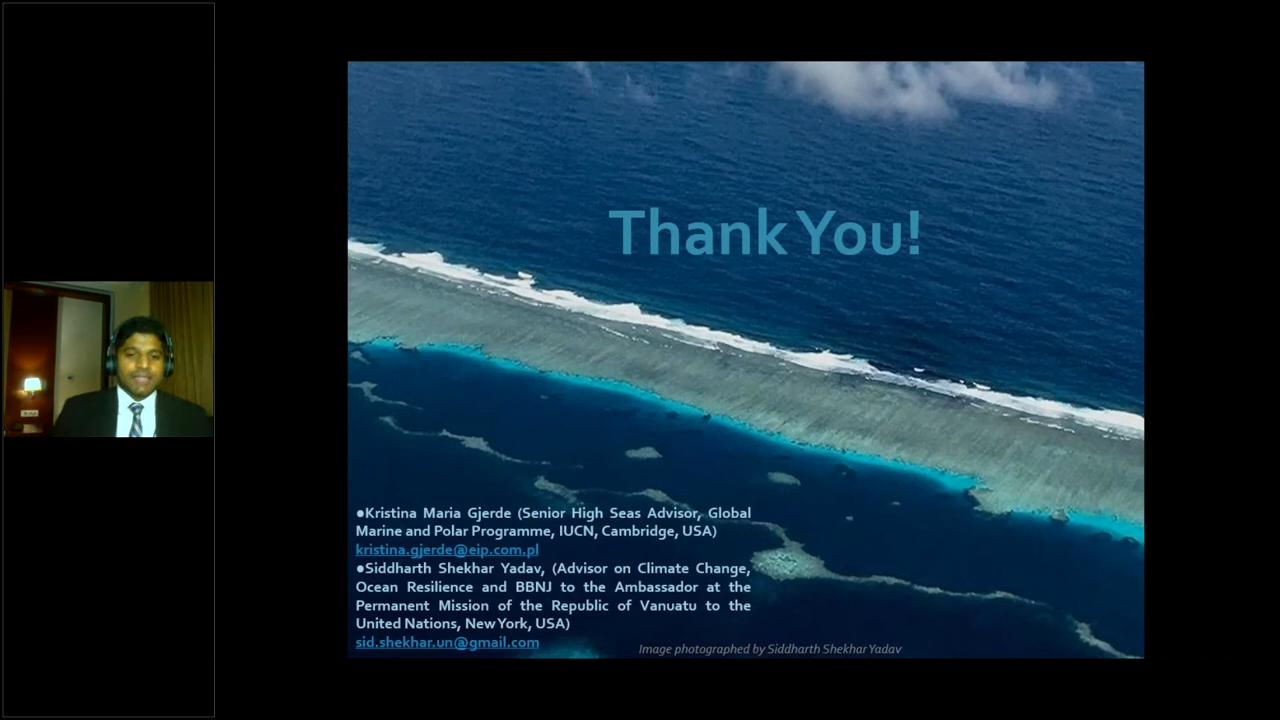 Thank You!
●Kristina Maria Gjerde (Senior High Seas Advisor, Global
Marine and Polar Programme, IUCN, Cambridge, USA)
kristina.gjerde@eip.com.pl
●Siddharth Shekhar Yadav, (Advisor on Climate Change,
Ocean Resilience and BBNJ to the Ambassador at the
Permanent Mission of the Republic of Vanuatu to the
United Nations, New York, USA)
sid.shekhar.un@gmail.com
Image photographed by Siddharth Shekhar Yadav